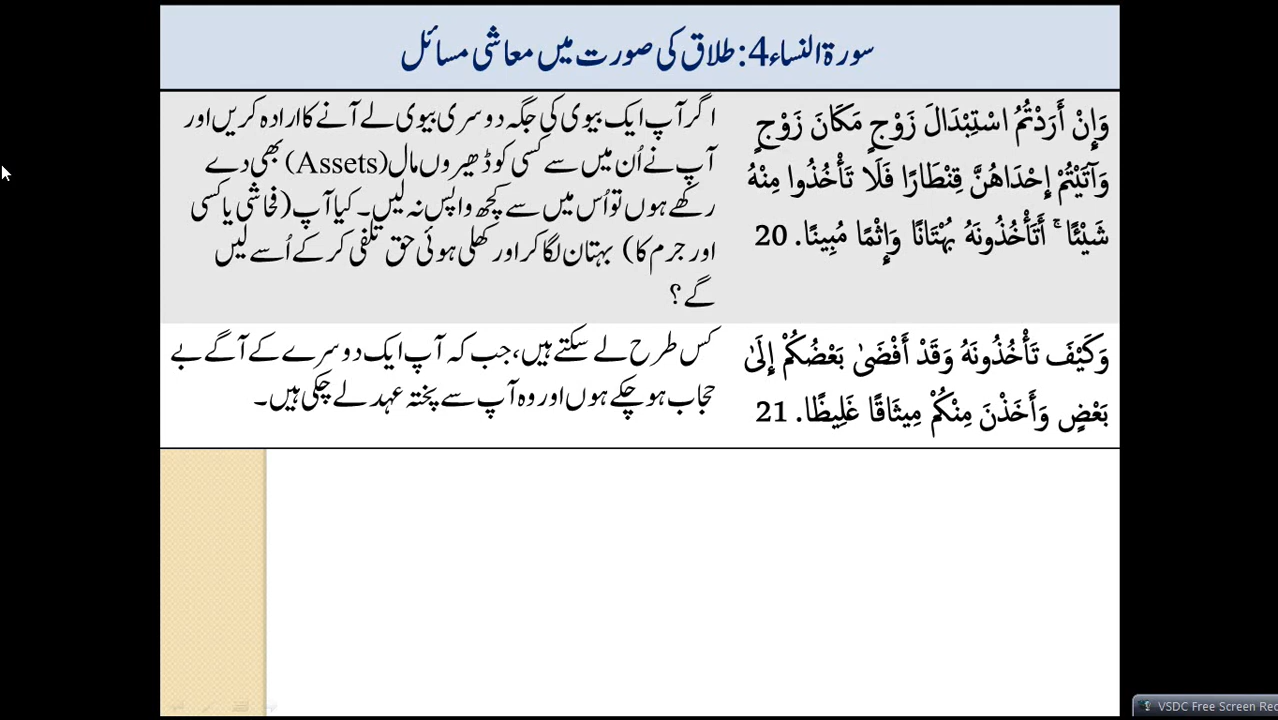 سورۃ النساء4: طلاق کی صورت میں معاشی مسائل
وَإِنْ أَرَدْتُمُ اسْتِبْدَالَ زَوْجٍ مَكَانَ زَوْجٍ
وَآتَيْتُمْ إِحْدَاهُنَّ قِنْطَارًا فَلَا تَأْخُذُوا مِنْهُ
شَيْئًا ۚ أَتَأْخُذُونَهُ بُهْتَانًا وَإِثْمًا مُبِينًا. 20
اگر آپ ایک بیوی کی جگہ دوسری بیوی لے آنے کا ارادہ کریں اور
آپ نے اُن میں سے کسی کو ڈھیروں مال (Assets) بھی دے
رکھے ہوں تو اُس میں سے کچھ واپس نہ لیں۔ کیا آپ (فحاشی یا کسی
اور جرم کا) بہتان لگا کر اور کھلی ہوئی حق تلفی کر کے اُسے لیں
گے؟
وَكَيْفَ تَأْخُذُونَهُ وَقَدْ أَفْضَىٰ بَعْضُكُمْ إِلَىٰ
بَعْضٍ وَأَخَذْنَ مِنْكُمْ مِيثَاقًا غَلِيظًا. 21
کس طرح لے سکتے ہیں، جب کہ آپ ایک دوسرے کے آگے بے
حجاب ہو چکے ہوں اور وہ آپ سے پختہ عہد لے چکی ہیں۔
VSDC Free Screen Rec